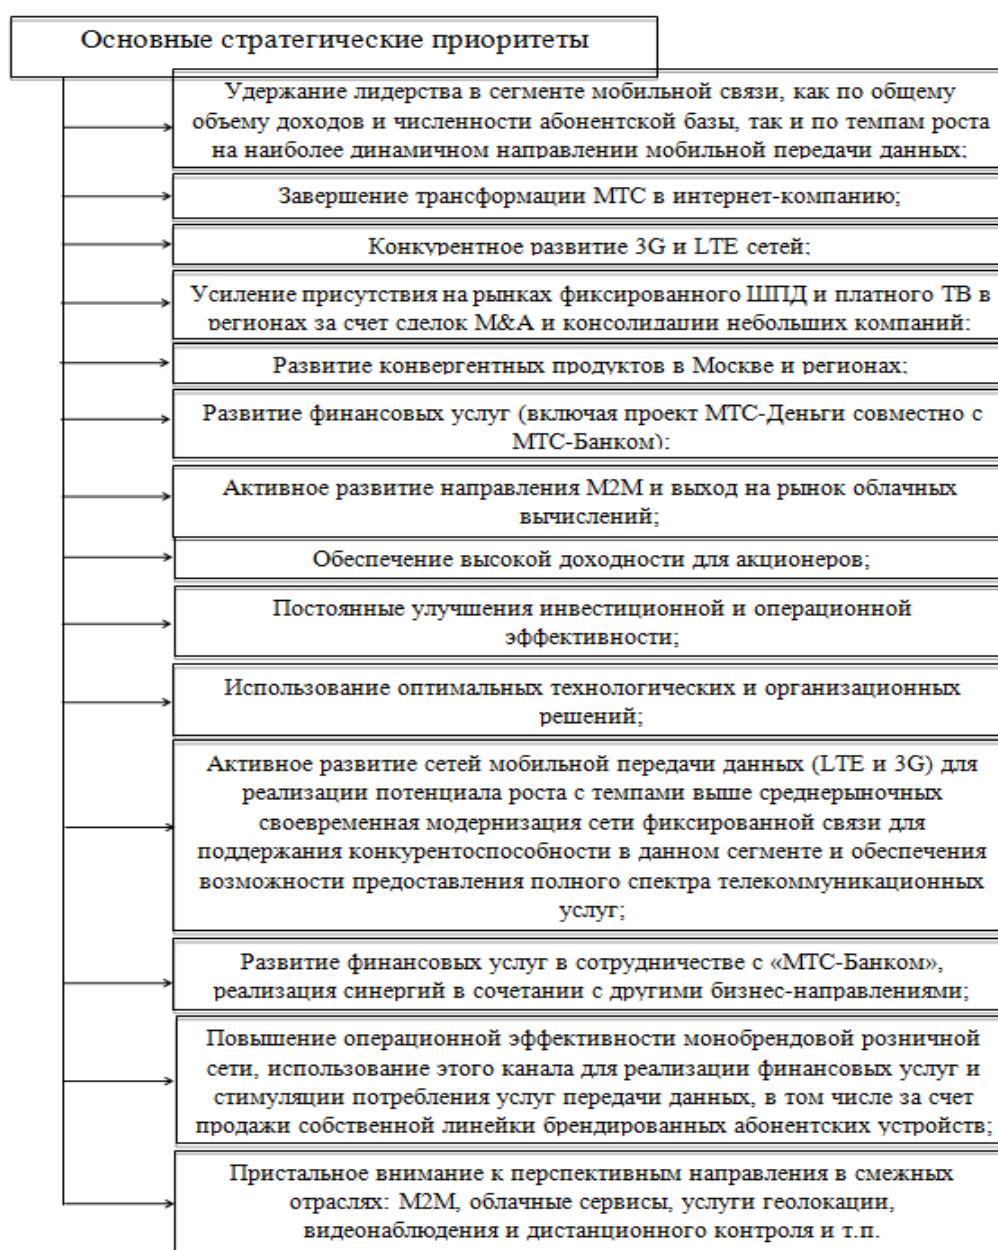 Основные стратегические приоритеты
Удержание лидерства в сегменте мобильной связи, как по общему
объему доходов и численности абонентской базы, так и по темпам роста
на наиболее динамичном направлении мобильной передачи данных;
Завершение трансформации МТС в интернет-компанию;
Конкурентное развитие 3G и LTE сетей;
Усиление присутствия на рынках фиксированного ШПД и платного ТВ в
регионах за счет сделок M&A и консолидации небольших компаний;
Развитие конвергентных продуктов в Москве и регионах;
Развитие финансовых услуг (включая проект МТС-Деньги совместно с
МТС-Банком);
Активное развитие направления М2М и выход на рынок облачных
вычислений;
Обеспечение высокой доходности для акционеров;
Постоянные улучшения инвестиционной и операционной
эффективности;
Использование оптимальных технологических и организационных
решений;
Активное развитие сетей мобильной передачи данных (LTE и 3G) для
реализации потенциала роста с темпами выше среднерыночных
своевременная модернизация сети фиксированной связи для
поддержания конкурентоспособности в данном сегменте и обеспечения
возможности предоставления полного спектра телекоммуникационных
услуг;
Развитие финансовых услуг в сотрудничестве с «МТС-Банком»,
реализация синергий в сочетании с другими бизнес-направлениями;
Повышение операционной эффективности монобрендовой розничной
сети, использование этого канала для реализации финансовых услуг и
стимуляции потребления услуг передачи данных, в том числе за счет
продажи собственной линейки брендированных абонентских устройств;
Пристальное внимание к перспективным направления в смежных
отраслях: М2М, облачные сервисы, услуги геолокации,
видеонаблюдения и дистанционного контроля и т.п.